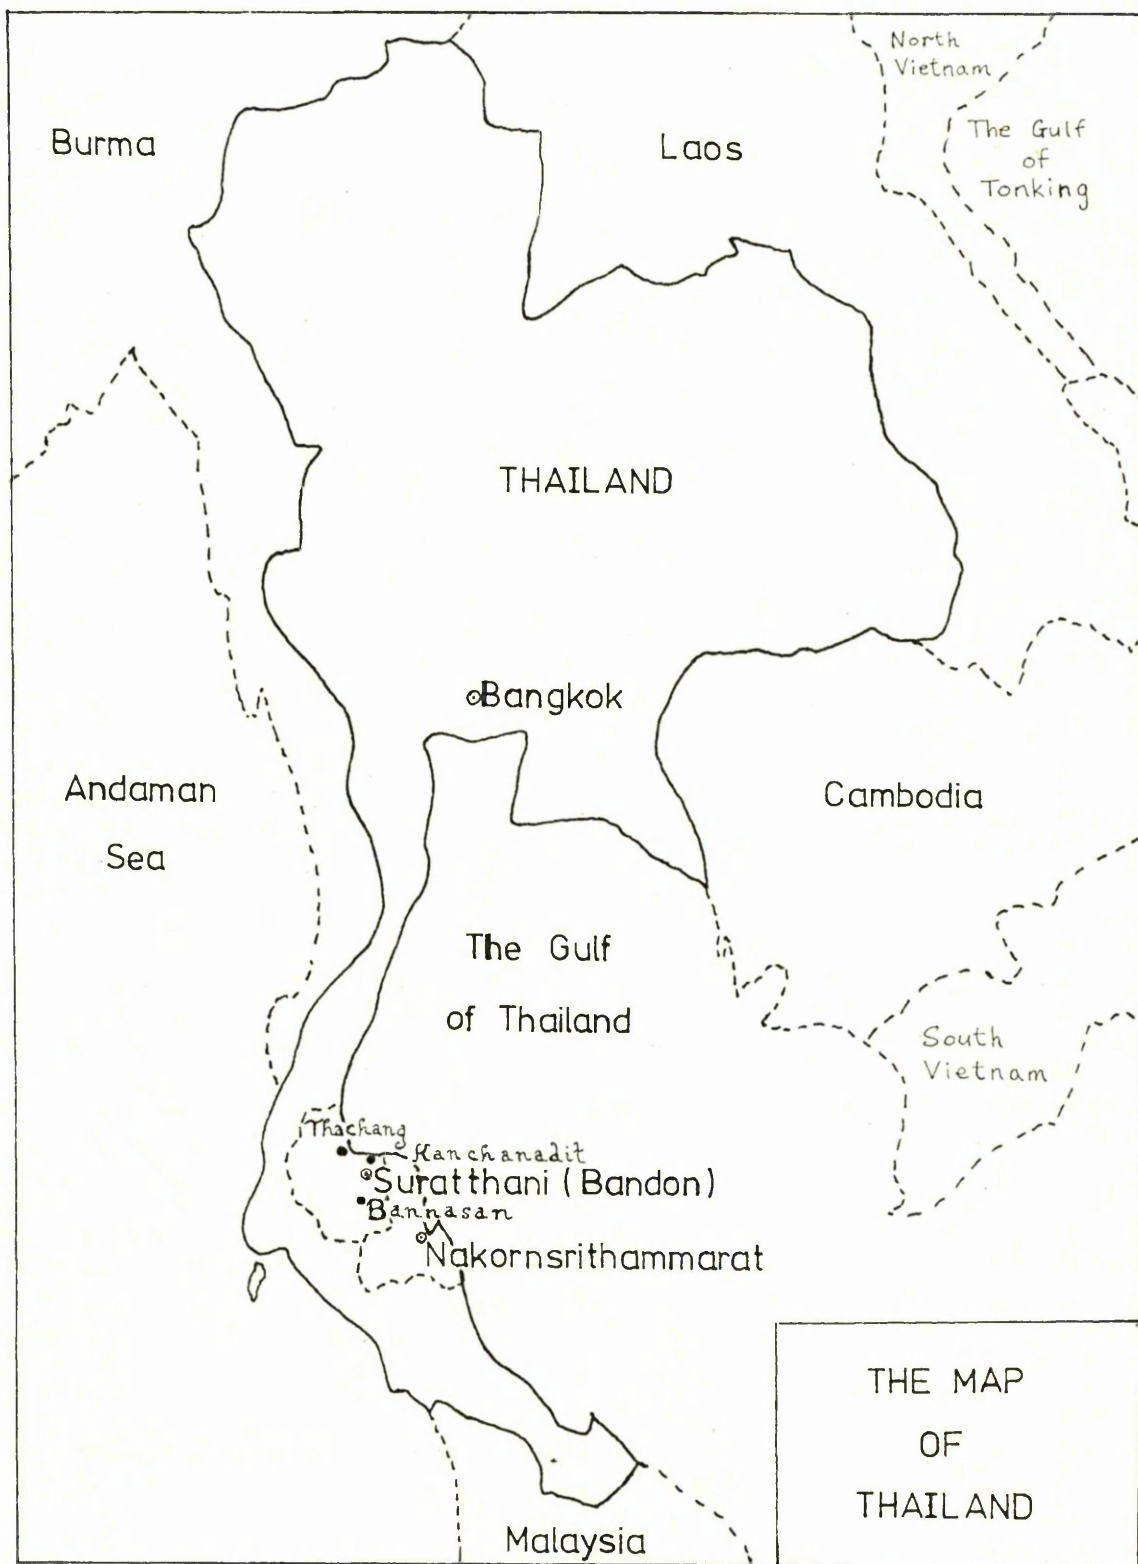 North
Vietnam
Burma
Laos
The Gulf
of
Tonking
THAILAND
Bangkok
Andaman
Sea
Cambodia
The Gulf
of Thailand
South
Vietnam
Thachang
Kanchanadit
Suratthani (Bandon)
Bannasan
Nakornsrithammarat
THE MAP
OF
THAILAND
Malaysia